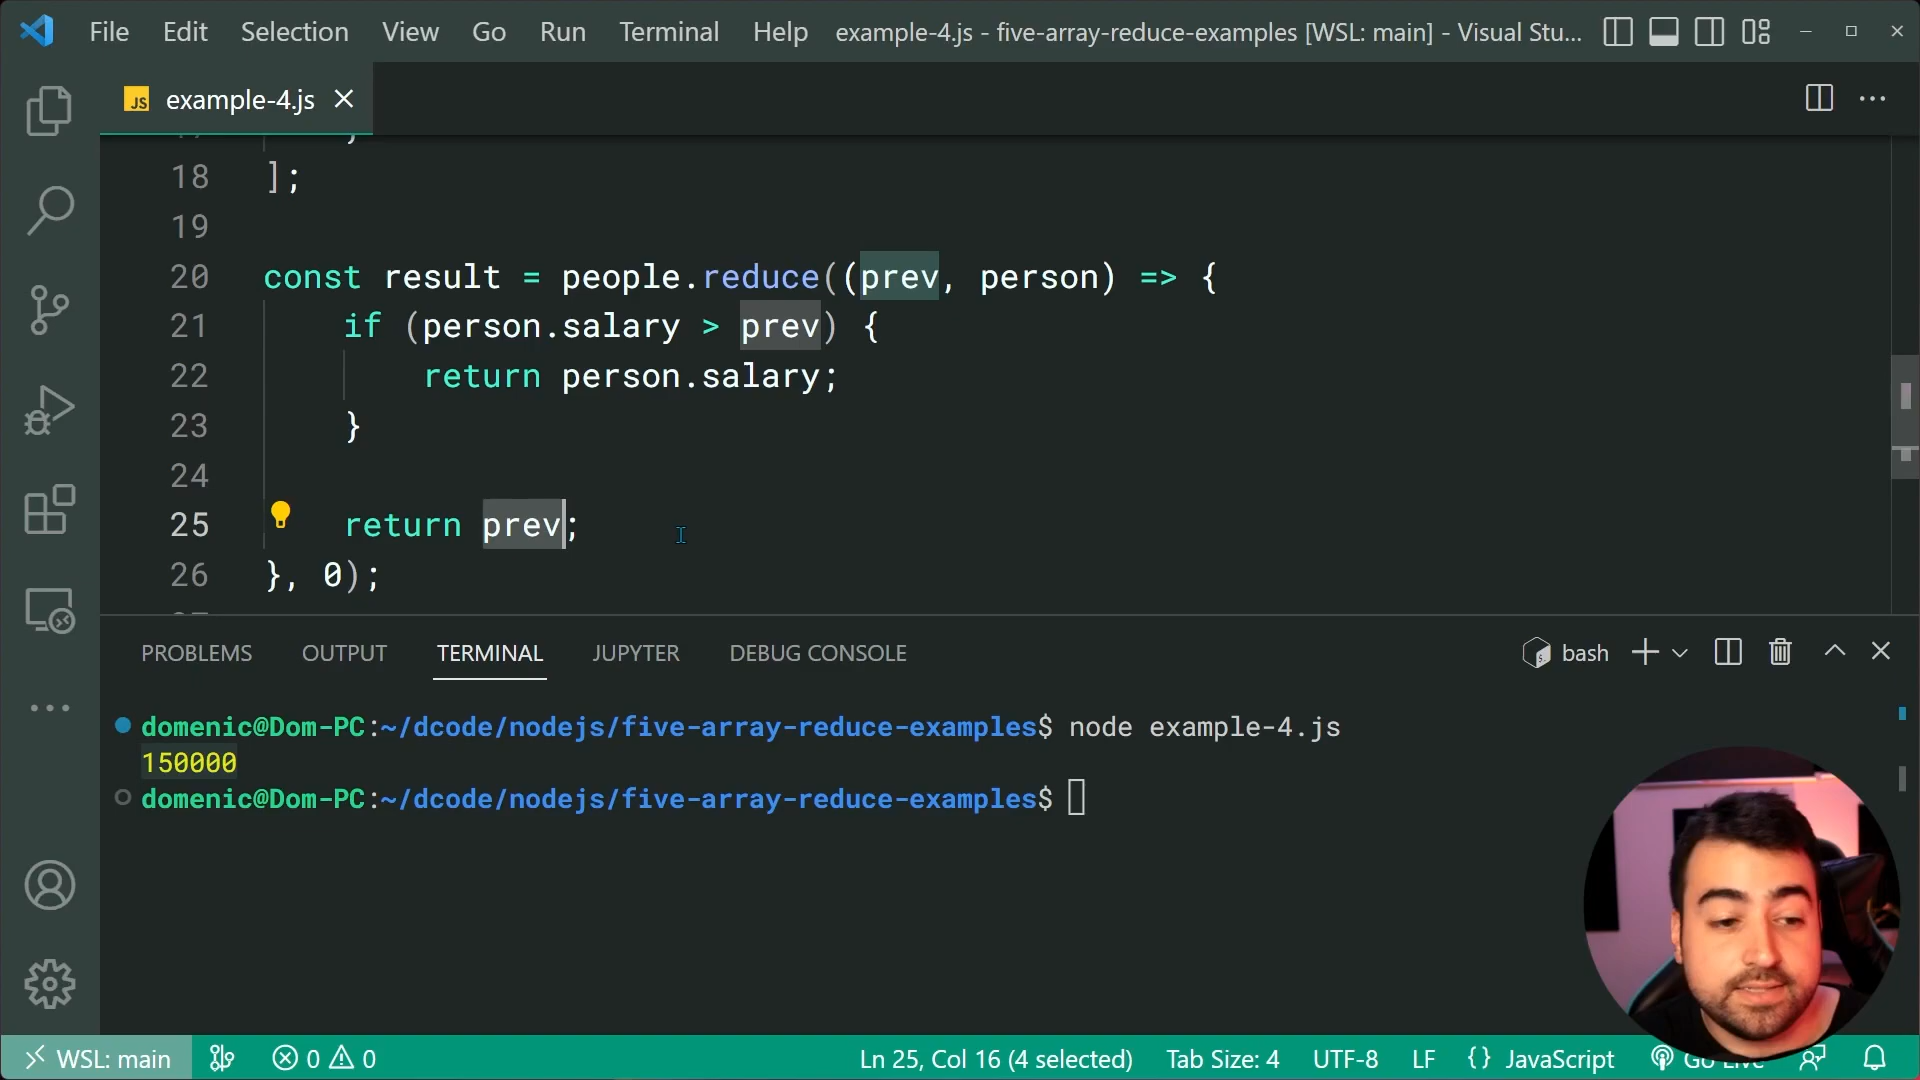 File Edit Selection View Go Run Terminal Help example-4.js - five-array-reduce-examples [WSL: main] - Visual Stu...
JS example-4.js
18 ];
19
20 const result = people.reduce((prev, person) => {
21 if (person.salary > prev) {
22 return person.salary;
23 }
24
25 return prev;
26 }, 0);
PROBLEMS OUTPUT TERMINAL JUPYTER DEBUG CONSOLE bash
domenic@Dom-PC:~/dcode/nodejs/five-array-reduce-examples$ node example-4.js
150000
domenic@Dom-PC:~/dcode/nodejs/five-array-reduce-examples$
WSL: main 0 0 Ln 25, Col 16 (4 selected) Tab Size: 4 UTF-8 LF {} JavaScript Go Live